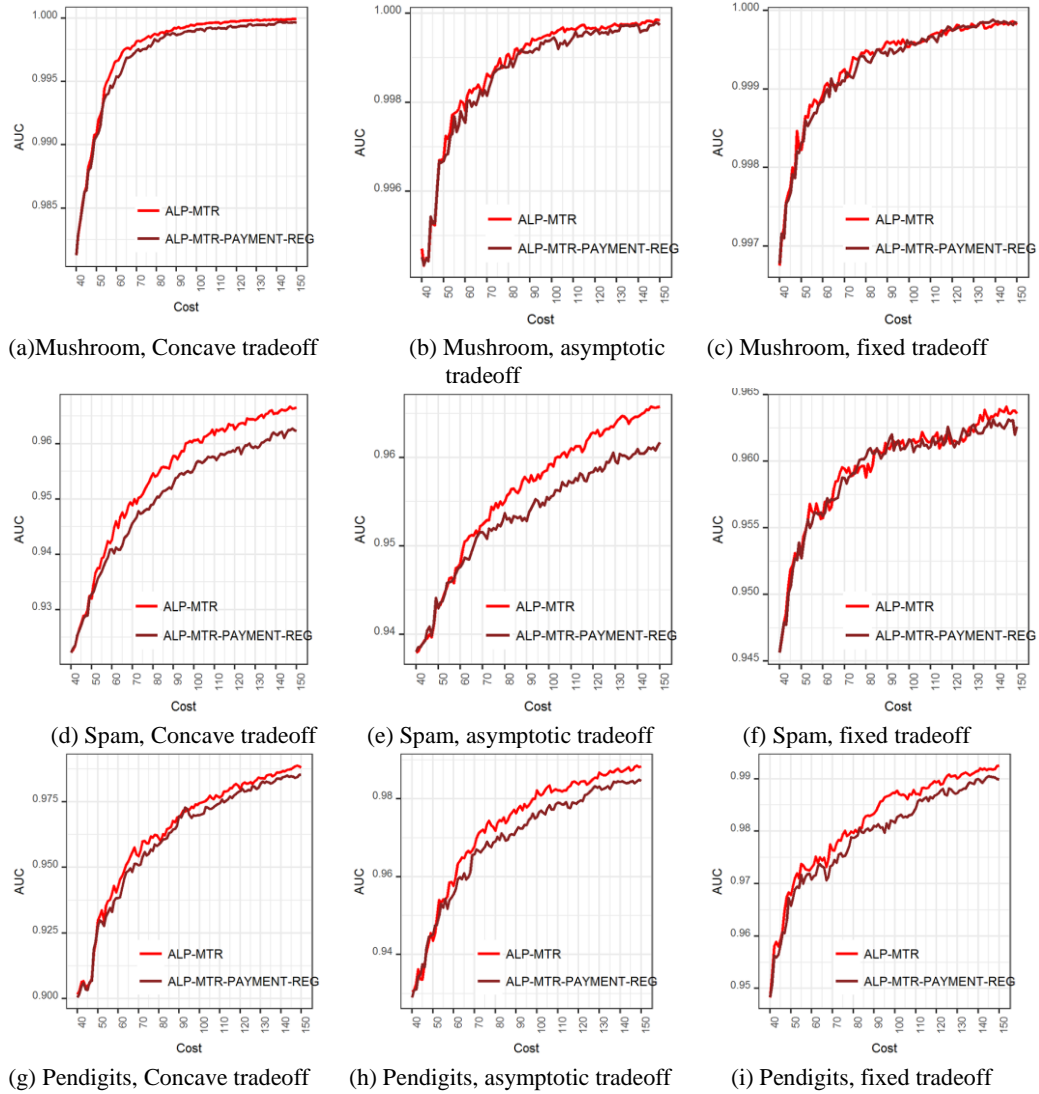 1.000
0.995
0.990
0.985
AUC
ALP-MTR
ALP-MTR-PAYMENT-REG
40 50 60 70 80 90 100 110 120 130 140 150
Cost
(a)Mushroom, Concave tradeoff
1.000
0.998
0.996
AUC
ALP-MTR
ALP-MTR-PAYMENT-REG
40 50 60 70 80 90 100 110 120 130 140 150
Cost
(b) Mushroom, asymptotic
tradeoff
1.000
0.999
0.998
0.997
AUC
ALP-MTR
ALP-MTR-PAYMENT-REG
40 50 60 70 80 90 100 110 120 130 140 150
Cost
(c) Mushroom, fixed tradeoff
0.96
0.95
0.94
0.93
AUC
ALP-MTR
ALP-MTR-PAYMENT-REG
40 50 60 70 80 90 100 110 120 130 140 150
Cost
(d) Spam, Concave tradeoff
0.96
0.95
0.94
AUC
ALP-MTR
ALP-MTR-PAYMENT-REG
40 50 60 70 80 90 100 110 120 130 140 150
Cost
(e) Spam, asymptotic tradeoff
0.965
0.960
0.955
0.950
0.945
AUC
ALP-MTR
ALP-MTR-PAYMENT-REG
40 50 60 70 80 90 100 110 120 130 140 150
Cost
(f) Spam, fixed tradeoff
0.975
0.950
0.925
0.900
AUC
ALP-MTR
ALP-MTR-PAYMENT-REG
40 50 60 70 80 90 100 110 120 130 140 150
Cost
(g) Pendigits, Concave tradeoff
0.98
0.96
0.94
AUC
ALP-MTR
ALP-MTR-PAYMENT-REG
40 50 60 70 80 90 100 110 120 130 140 150
Cost
(h) Pendigits, asymptotic tradeoff
0.99
0.98
0.97
0.96
0.95
AUC
ALP-MTR
ALP-MTR-PAYMENT-REG
40 50 60 70 80 90 100 110 120 130 140 150
Cost
(i) Pendigits, fixed tradeoff